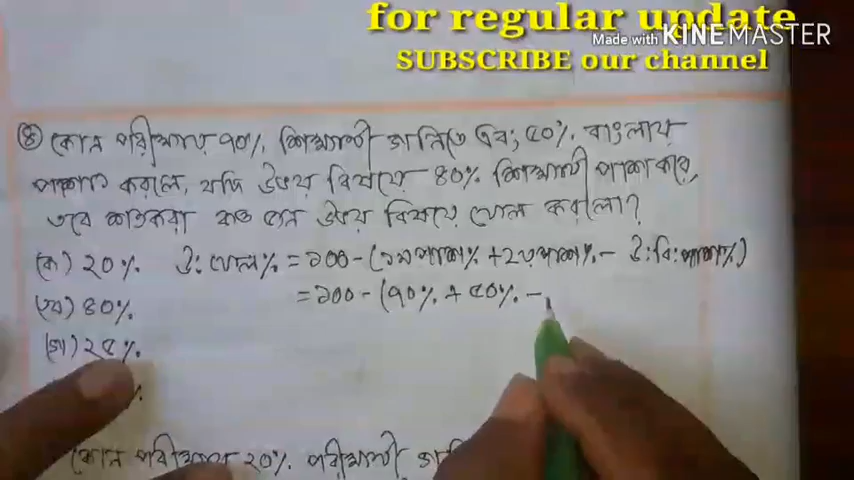 for regular update
Made with KINEMASTER
SUBSCRIBE our channel
৪ কোন পরীক্ষায় ৭০% শিক্ষার্থী গনিতে এবং ৫০% বাংলায়
পাশ করলে, যদি উভয় বিষয়ে ৪০% শিক্ষার্থী পাশ করে,
তবে শতকরা কত জন উভয় বিষয়ে ফেল করলো?
(ক) ২০% উ: ফেল% = ১০০ - (১ম পাশ% + ২য় পাশ% - উ: বি: পাশ%)
(খ) ৪০% = ১০০ - (৭০% + ৫০% -
(গ) ২৫%
%
কোন পরীক্ষায় ২০% পরীক্ষার্থী